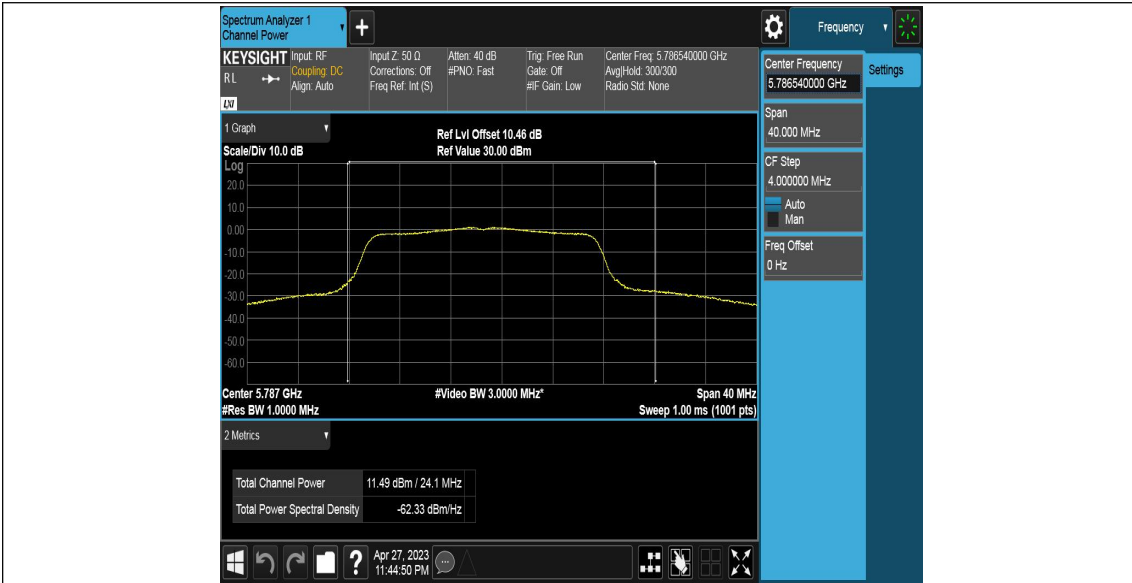 Spectrum Analyzer 1
Channel Power
+
Frequency
KEYSIGHT
RL
LXI
Input: RF
Coupling: DC
Align: Auto
Input Z: 50 Ω
Corrections: Off
Freq Ref: Int (S)
Atten: 40 dB
#PNO: Fast
Trig: Free Run
Gate: Off
#IF Gain: Low
Center Freq: 5.786540000 GHz
Avg|Hold: 300/300
Radio Std: None
Center Frequency
5.786540000 GHz
Settings
Span
40.000 MHz
CF Step
4.000000 MHz
Auto
Man
Freq Offset
0 Hz
1 Graph
Scale/Div 10.0 dB
Ref Lvl Offset 10.46 dB
Ref Value 30.00 dBm
Log
20.0
10.0
0.00
-10.0
-20.0
-30.0
-40.0
-50.0
-60.0
Center 5.787 GHz
#Video BW 3.0000 MHz*
Span 40 MHz
#Res BW 1.0000 MHz
Sweep 1.00 ms (1001 pts)
2 Metrics
Total Channel Power 11.49 dBm / 24.1 MHz
Total Power Spectral Density -62.33 dBm/Hz
?
Apr 27, 2023
11:44:50 PM